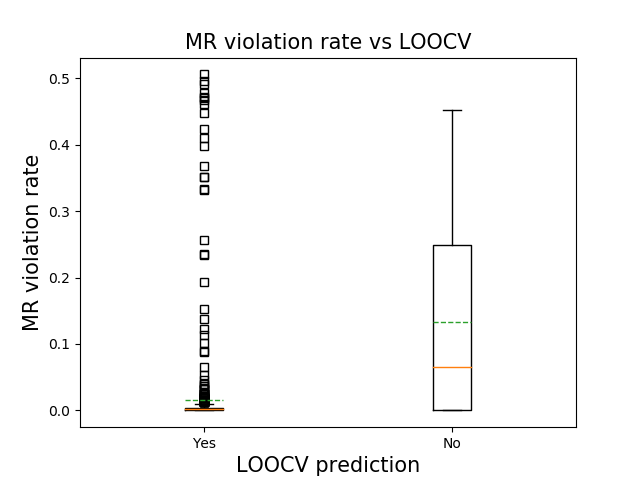 MR violation rate vs LOOCV
MR violation rate
0.5
0.4
0.3
0.2
0.1
0.0
Yes
No
LOOCV prediction